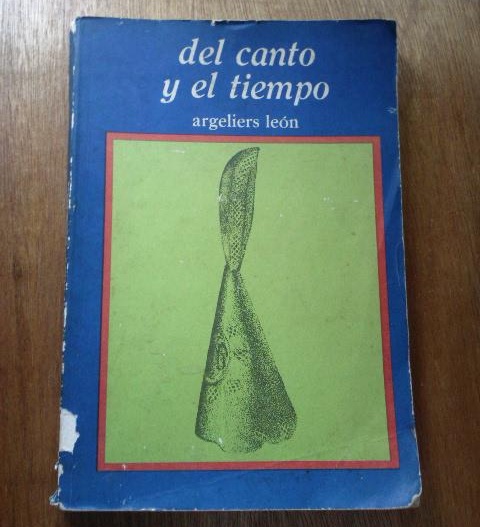 del canto
y el tiempo
argeliers león